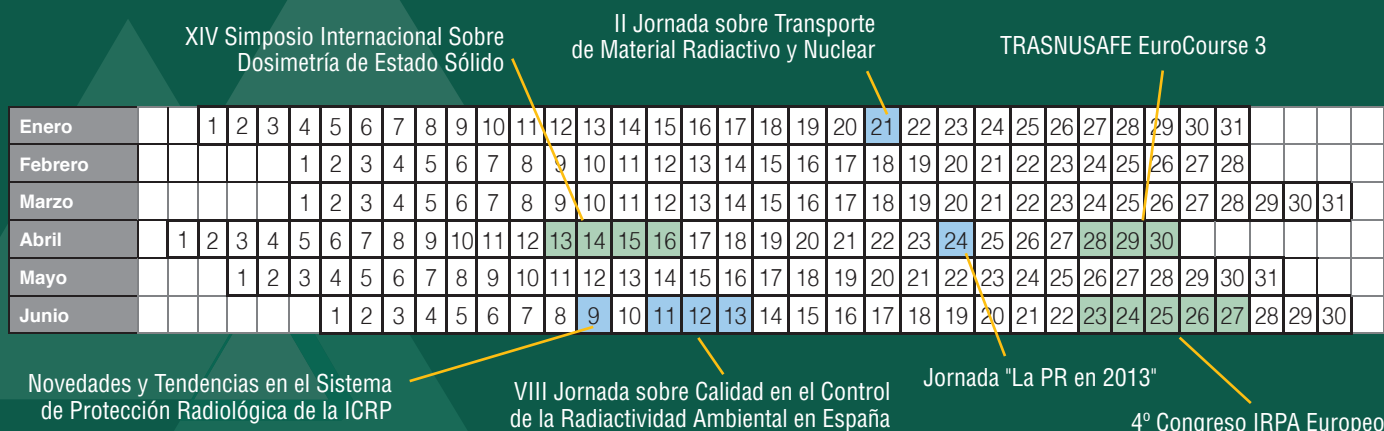 XIV Simposio Internacional Sobre
Dosimetría de Estado Sólido
II Jornada sobre Transporte
de Material Radiactivo y Nuclear
TRASNUSAFE EuroCourse 3
Enero 1 2 3 4 5 6 7 8 9 10 11 12 13 14 15 16 17 18 19 20 21 22 23 24 25 26 27 28 29 30 31
Febrero 1 2 3 4 5 6 7 8 9 10 11 12 13 14 15 16 17 18 19 20 21 22 23 24 25 26 27 28
Marzo 1 2 3 4 5 6 7 8 9 10 11 12 13 14 15 16 17 18 19 20 21 22 23 24 25 26 27 28 29 30 31
Abril 1 2 3 4 5 6 7 8 9 10 11 12 13 14 15 16 17 18 19 20 21 22 23 24 25 26 27 28 29 30
Mayo 1 2 3 4 5 6 7 8 9 10 11 12 13 14 15 16 17 18 19 20 21 22 23 24 25 26 27 28 29 30 31
Junio 1 2 3 4 5 6 7 8 9 10 11 12 13 14 15 16 17 18 19 20 21 22 23 24 25 26 27 28 29 30
Novedades y Tendencias en el Sistema
de Protección Radiológica de la ICRP
VIII Jornada sobre Calidad en el Control
de la Radiactividad Ambiental en España
Jornada "La PR en 2013"
4º Congreso IRPA Europeo